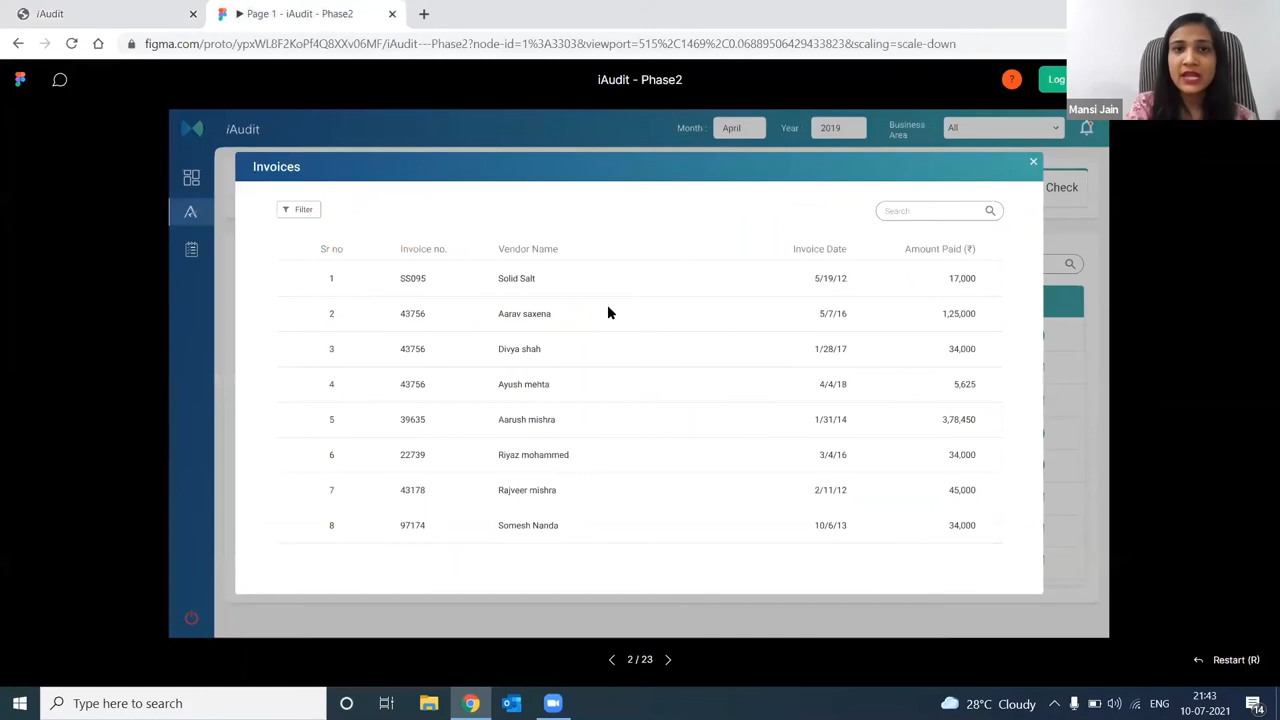 iAudit
Page 1 - iAudit - Phase2
figma.com/proto/ypxWL8F2KoPf4Q8XXv06MF/iAudit---Phase2?node_id=1%3A3303&viewport=515%2C1469%2C0.06889506429433823&scaling=scale-down
iAudit - Phase2
?
Log
Mansi Jain
iAudit
Month :
April
Year
2019
Business
Area
All
Invoices
Check
Filter
Search
Sr no Invoice no. Vendor Name Invoice Date Amount Paid (₹)
1 SS095 Solid Salt 5/19/12 17,000
2 43756 Aarav saxena 5/7/16 1,25,000
3 43756 Divya shah 1/28/17 34,000
4 43756 Ayush mehta 4/4/18 5,625
5 39635 Aarush mishra 1/31/14 3,78,450
6 22739 Riyaz mohammed 3/4/16 34,000
7 43178 Rajveer mishra 2/11/12 45,000
8 97174 Somesh Nanda 10/6/13 34,000
2 / 23
Restart (R)
Type here to search
28°C Cloudy
ENG
21:43
10-07-2021
14